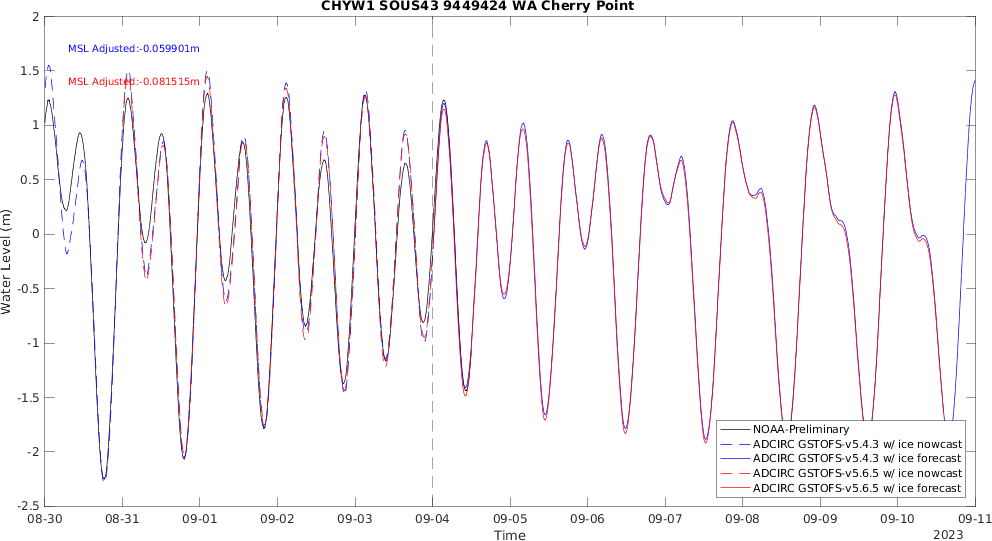 CHYW1 SOUS43 9449424 WA Cherry Point
MSL Adjusted:-0.059901m
MSL Adjusted:-0.081515m
Water Level (m)
2
1.5
1
0.5
0
-0.5
-1
-1.5
-2
-2.5
NOAA-Preliminary
ADCIRC GSTOFS-v5.4.3 w/ ice nowcast
ADCIRC GSTOFS-v5.4.3 w/ ice forecast
ADCIRC GSTOFS-v5.6.5 w/ ice nowcast
ADCIRC GSTOFS-v5.6.5 w/ ice forecast
08-30 08-31 09-01 09-02 09-03 09-04 09-05 09-06 09-07 09-08 09-09 09-10 09-11
Time
2023